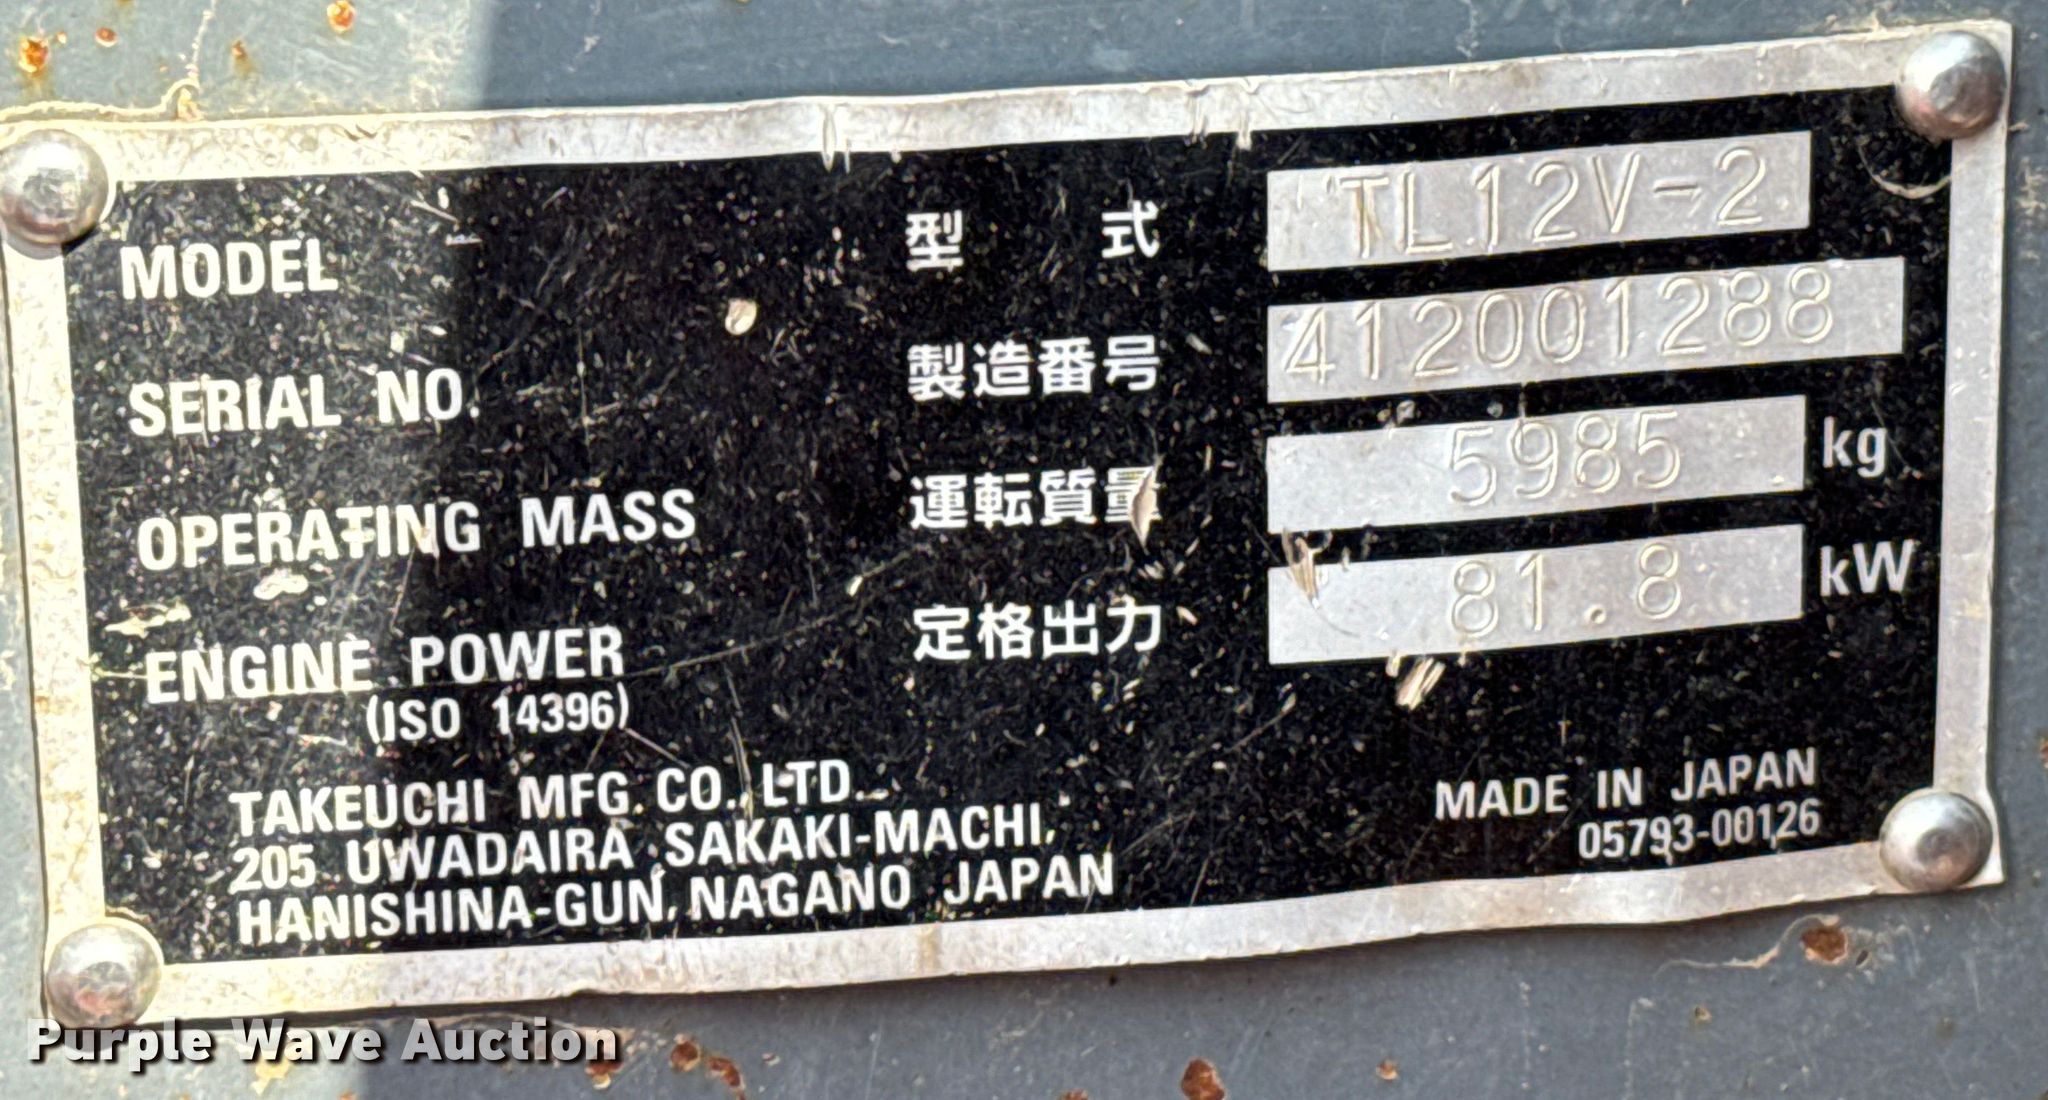 MODEL 型式 TL12V-2
SERIAL NO. 製造番号 412001288
OPERATING MASS 運転質量 5985 kg
ENGINE POWER 定格出力 81.8 kW
(ISO 14396)
TAKEUCHI MFG. CO., LTD.
205 UWADAIRA SAKAKI-MACHI,
HANISHINA-GUN, NAGANO JAPAN
MADE IN JAPAN
05793-00126
Purple Wave Auction